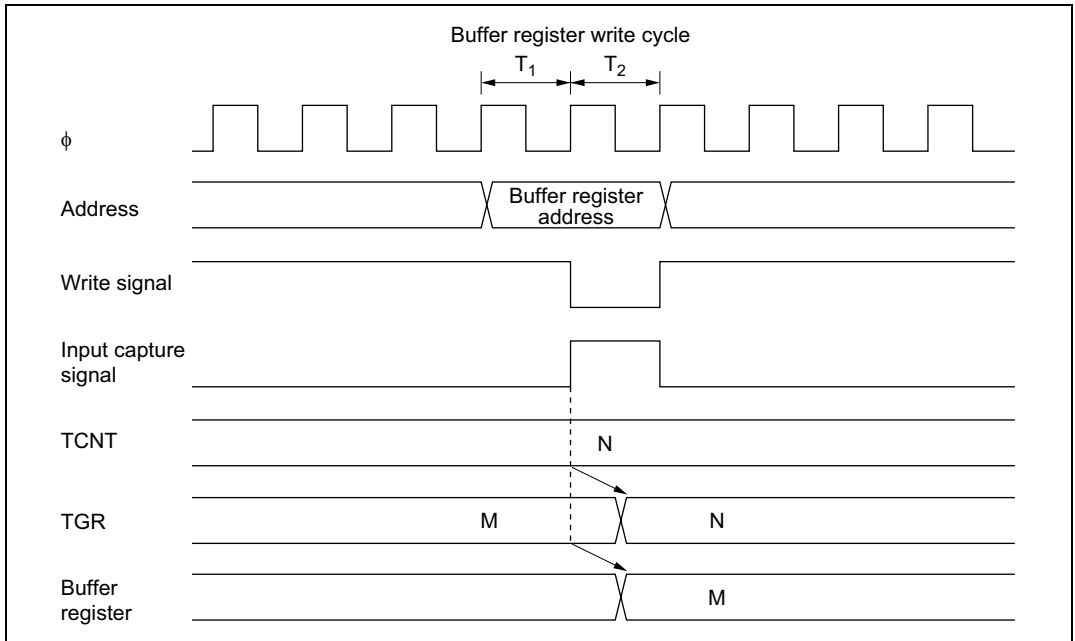 Buffer register write cycle
T1 T2
ϕ
Address
Buffer register
address
Write signal
Input capture
signal
TCNT
N
TGR
M N
Buffer
register
M